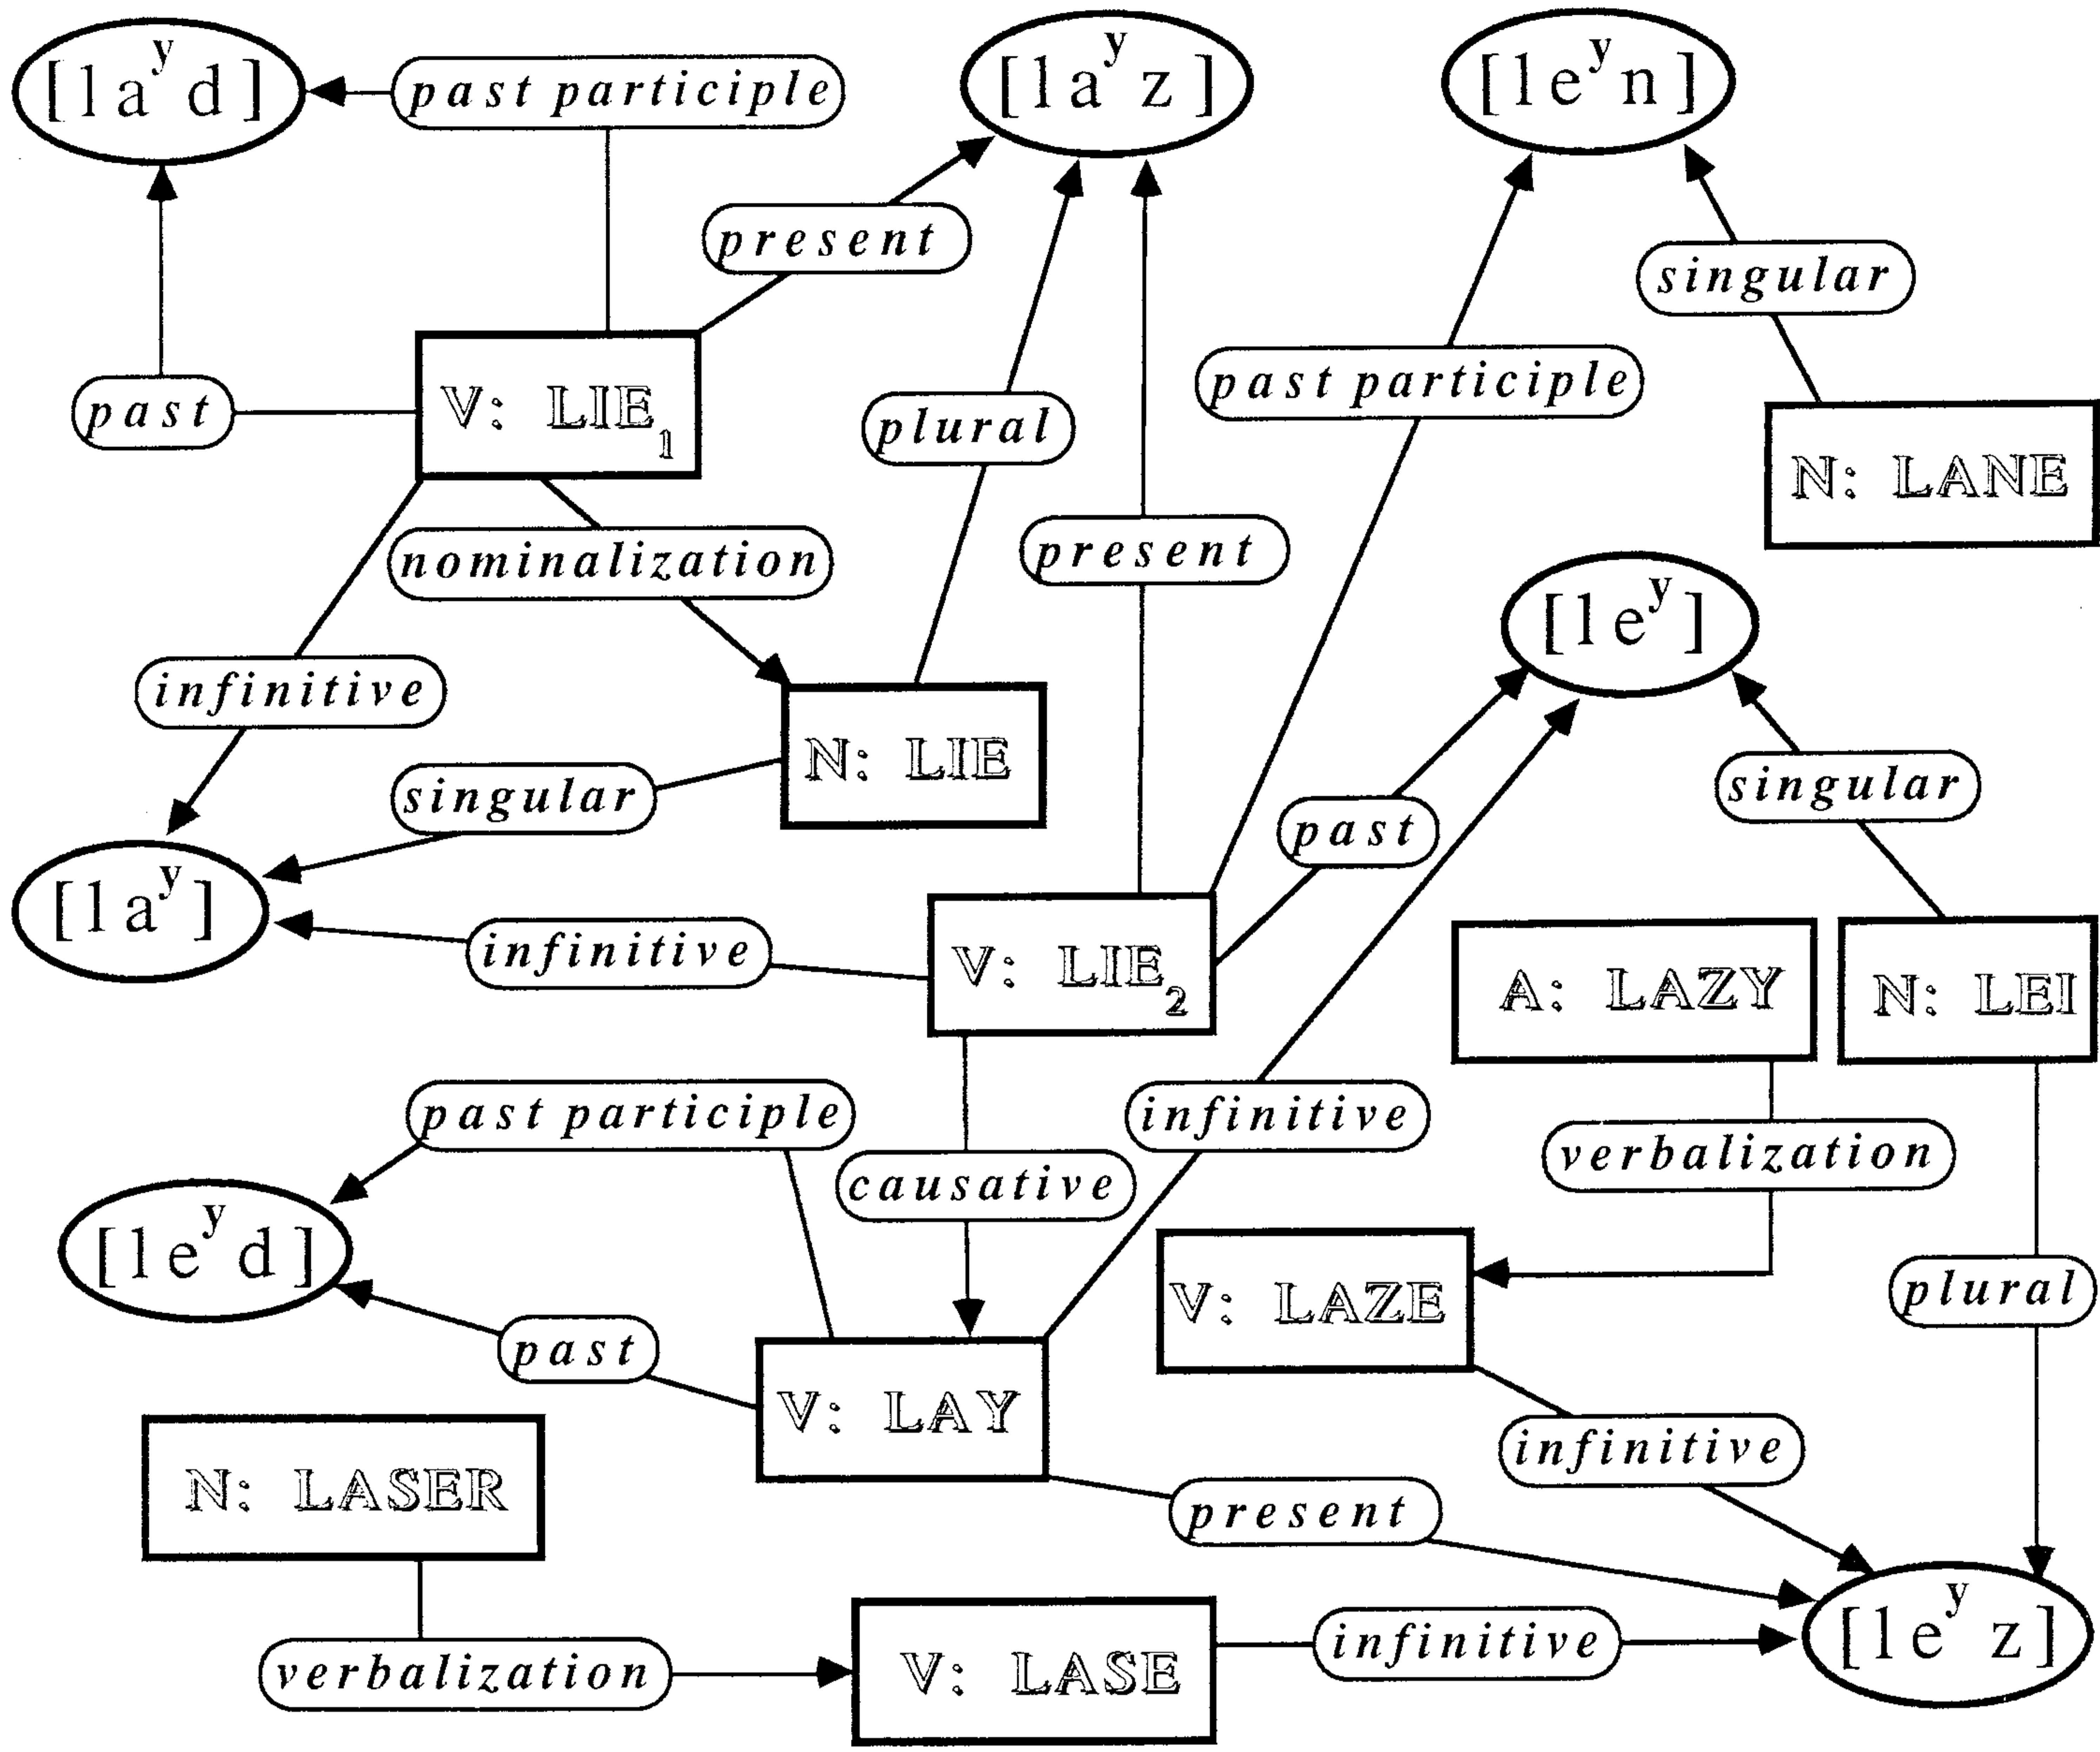 [laʸd]
past participle
[laʸz]
[leʸn]
present
singular
past
V: LIE₁
plural
past participle
N: LANE
nominalization
present
[leʸ]
infinitive
N: LIE
singular
singular
past
[laʸ]
infinitive
V: LIE₂
A: LAZY
N: LEI
past participle
infinitive
verbalization
causative
[leʸd]
V: LAZE
plural
past
V: LAY
infinitive
N: LASER
present
verbalization
V: LASE
infinitive
[leʸz]